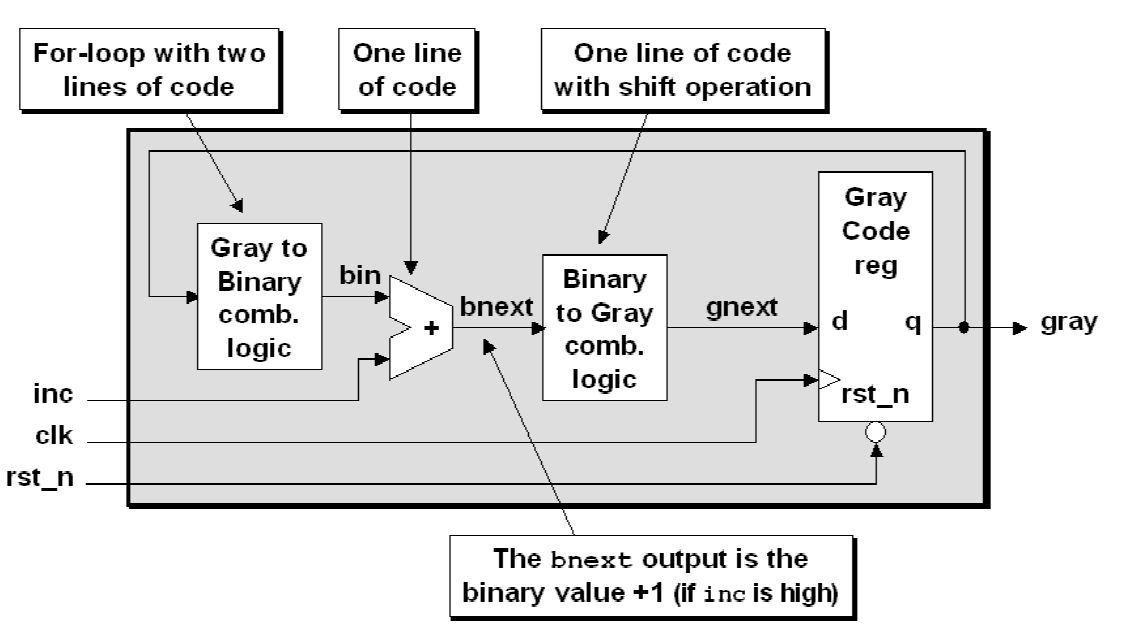 For-loop with two
lines of code
One line
of code
One line of code
with shift operation
Gray to
Binary
comb.
logic
bin
+
bnext
Binary
to Gray
comb.
logic
gnext
Gray
Code
reg
d
q
rst_n
gray
inc
clk
rst_n
The bnext output is the
binary value +1 (if inc is high)